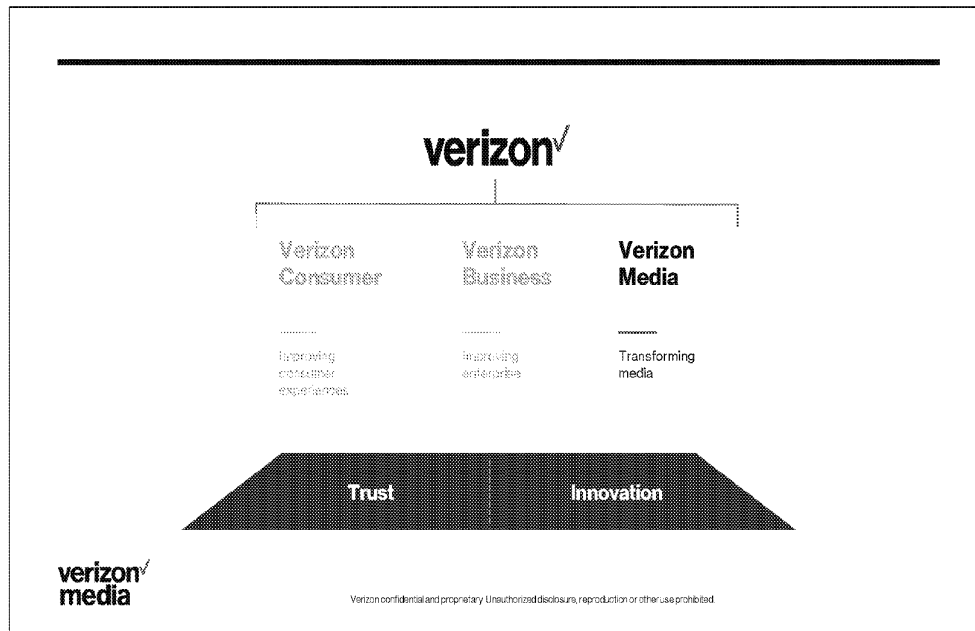 verizon✓
Verizon
Consumer
Verizon
Business
Verizon
Media
Improving
consumer
experiences
Improving
enterprise
Transforming
media
Trust
Innovation
verizon✓
media
Verizon confidential and proprietary. Unauthorized disclosure, reproduction or other use prohibited.